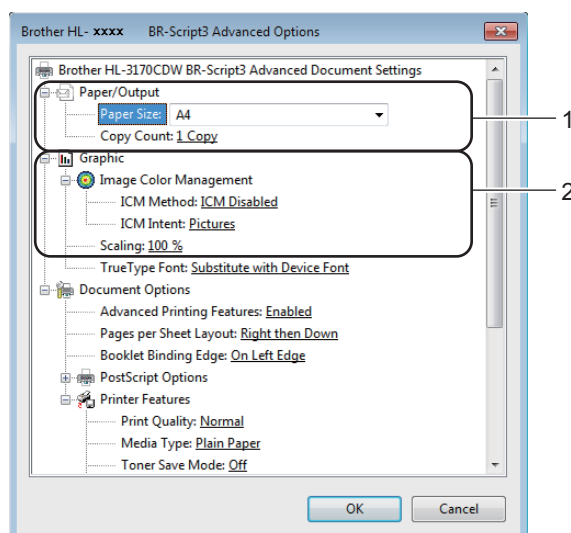 Brother HL- xxxx BR-Script3 Advanced Options
Brother HL-3170CDW BR-Script3 Advanced Document Settings
Paper/Output
Paper Size: A4
1
Copy Count: 1 Copy
Graphic
Image Color Management
2
ICM Method: ICM Disabled
ICM Intent: Pictures
Scaling: 100 %
TrueType Font: Substitute with Device Font
Document Options
Advanced Printing Features: Enabled
Pages per Sheet Layout: Right then Down
Booklet Binding Edge: On Left Edge
PostScript Options
Printer Features
Print Quality: Normal
Media Type: Plain Paper
Toner Save Mode: Off
OK Cancel